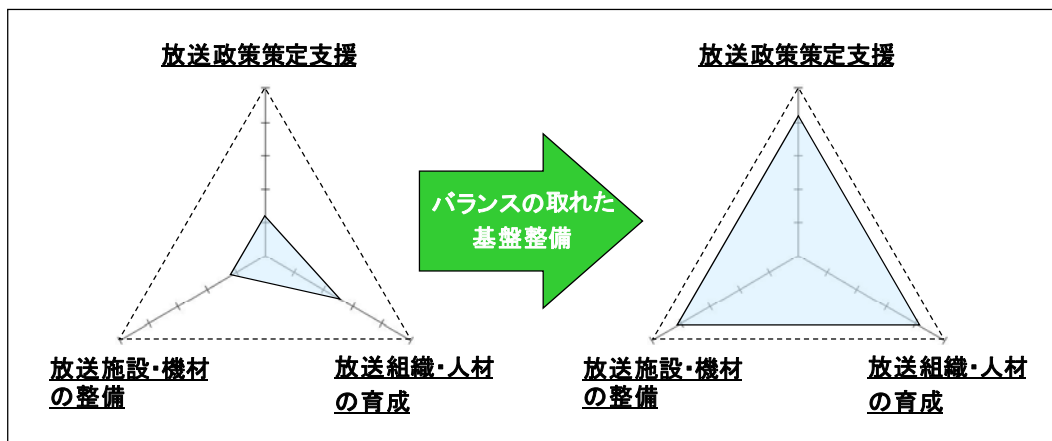 放送政策策定支援
放送施設・機材
の整備
放送組織・人材
の育成
バランスの取れた
基盤整備
放送政策策定支援
放送施設・機材
の整備
放送組織・人材
の育成